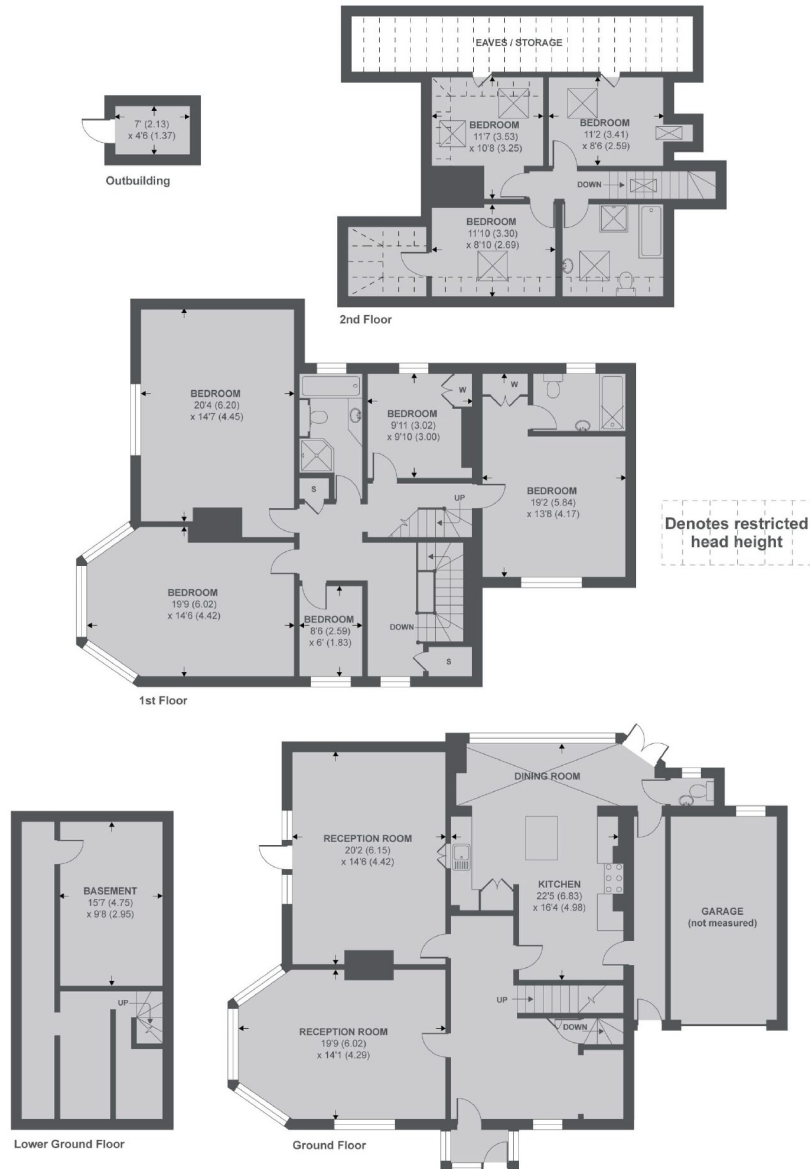 EAVES / STORAGE
BEDROOM
11'7 (3.53)
x 10'8 (3.25)
BEDROOM
11'2 (3.41)
x 8'6 (2.59)
DOWN
BEDROOM
11'10 (3.30)
x 8'10 (2.69)
2nd Floor
7' (2.13)
x 4'6 (1.37)
Outbuilding
BEDROOM
20'4 (6.20)
x 14'7 (4.45)
W
BEDROOM
9'11 (3.02)
x 9'10 (3.00)
W
S
UP
BEDROOM
19'2 (5.84)
x 13'8 (4.17)
BEDROOM
19'9 (6.02)
x 14'6 (4.42)
BEDROOM
8'6 (2.59)
x 6' (1.83)
DOWN
S
1st Floor
Denotes restricted
head height
DINING ROOM
RECEPTION ROOM
20'2 (6.15)
x 14'6 (4.42)
KITCHEN
22'5 (6.83)
x 16'4 (4.98)
GARAGE
(not measured)
UP
DOWN
RECEPTION ROOM
19'9 (6.02)
x 14'1 (4.29)
Ground Floor
BASEMENT
15'7 (4.75)
x 9'8 (2.95)
UP
Lower Ground Floor